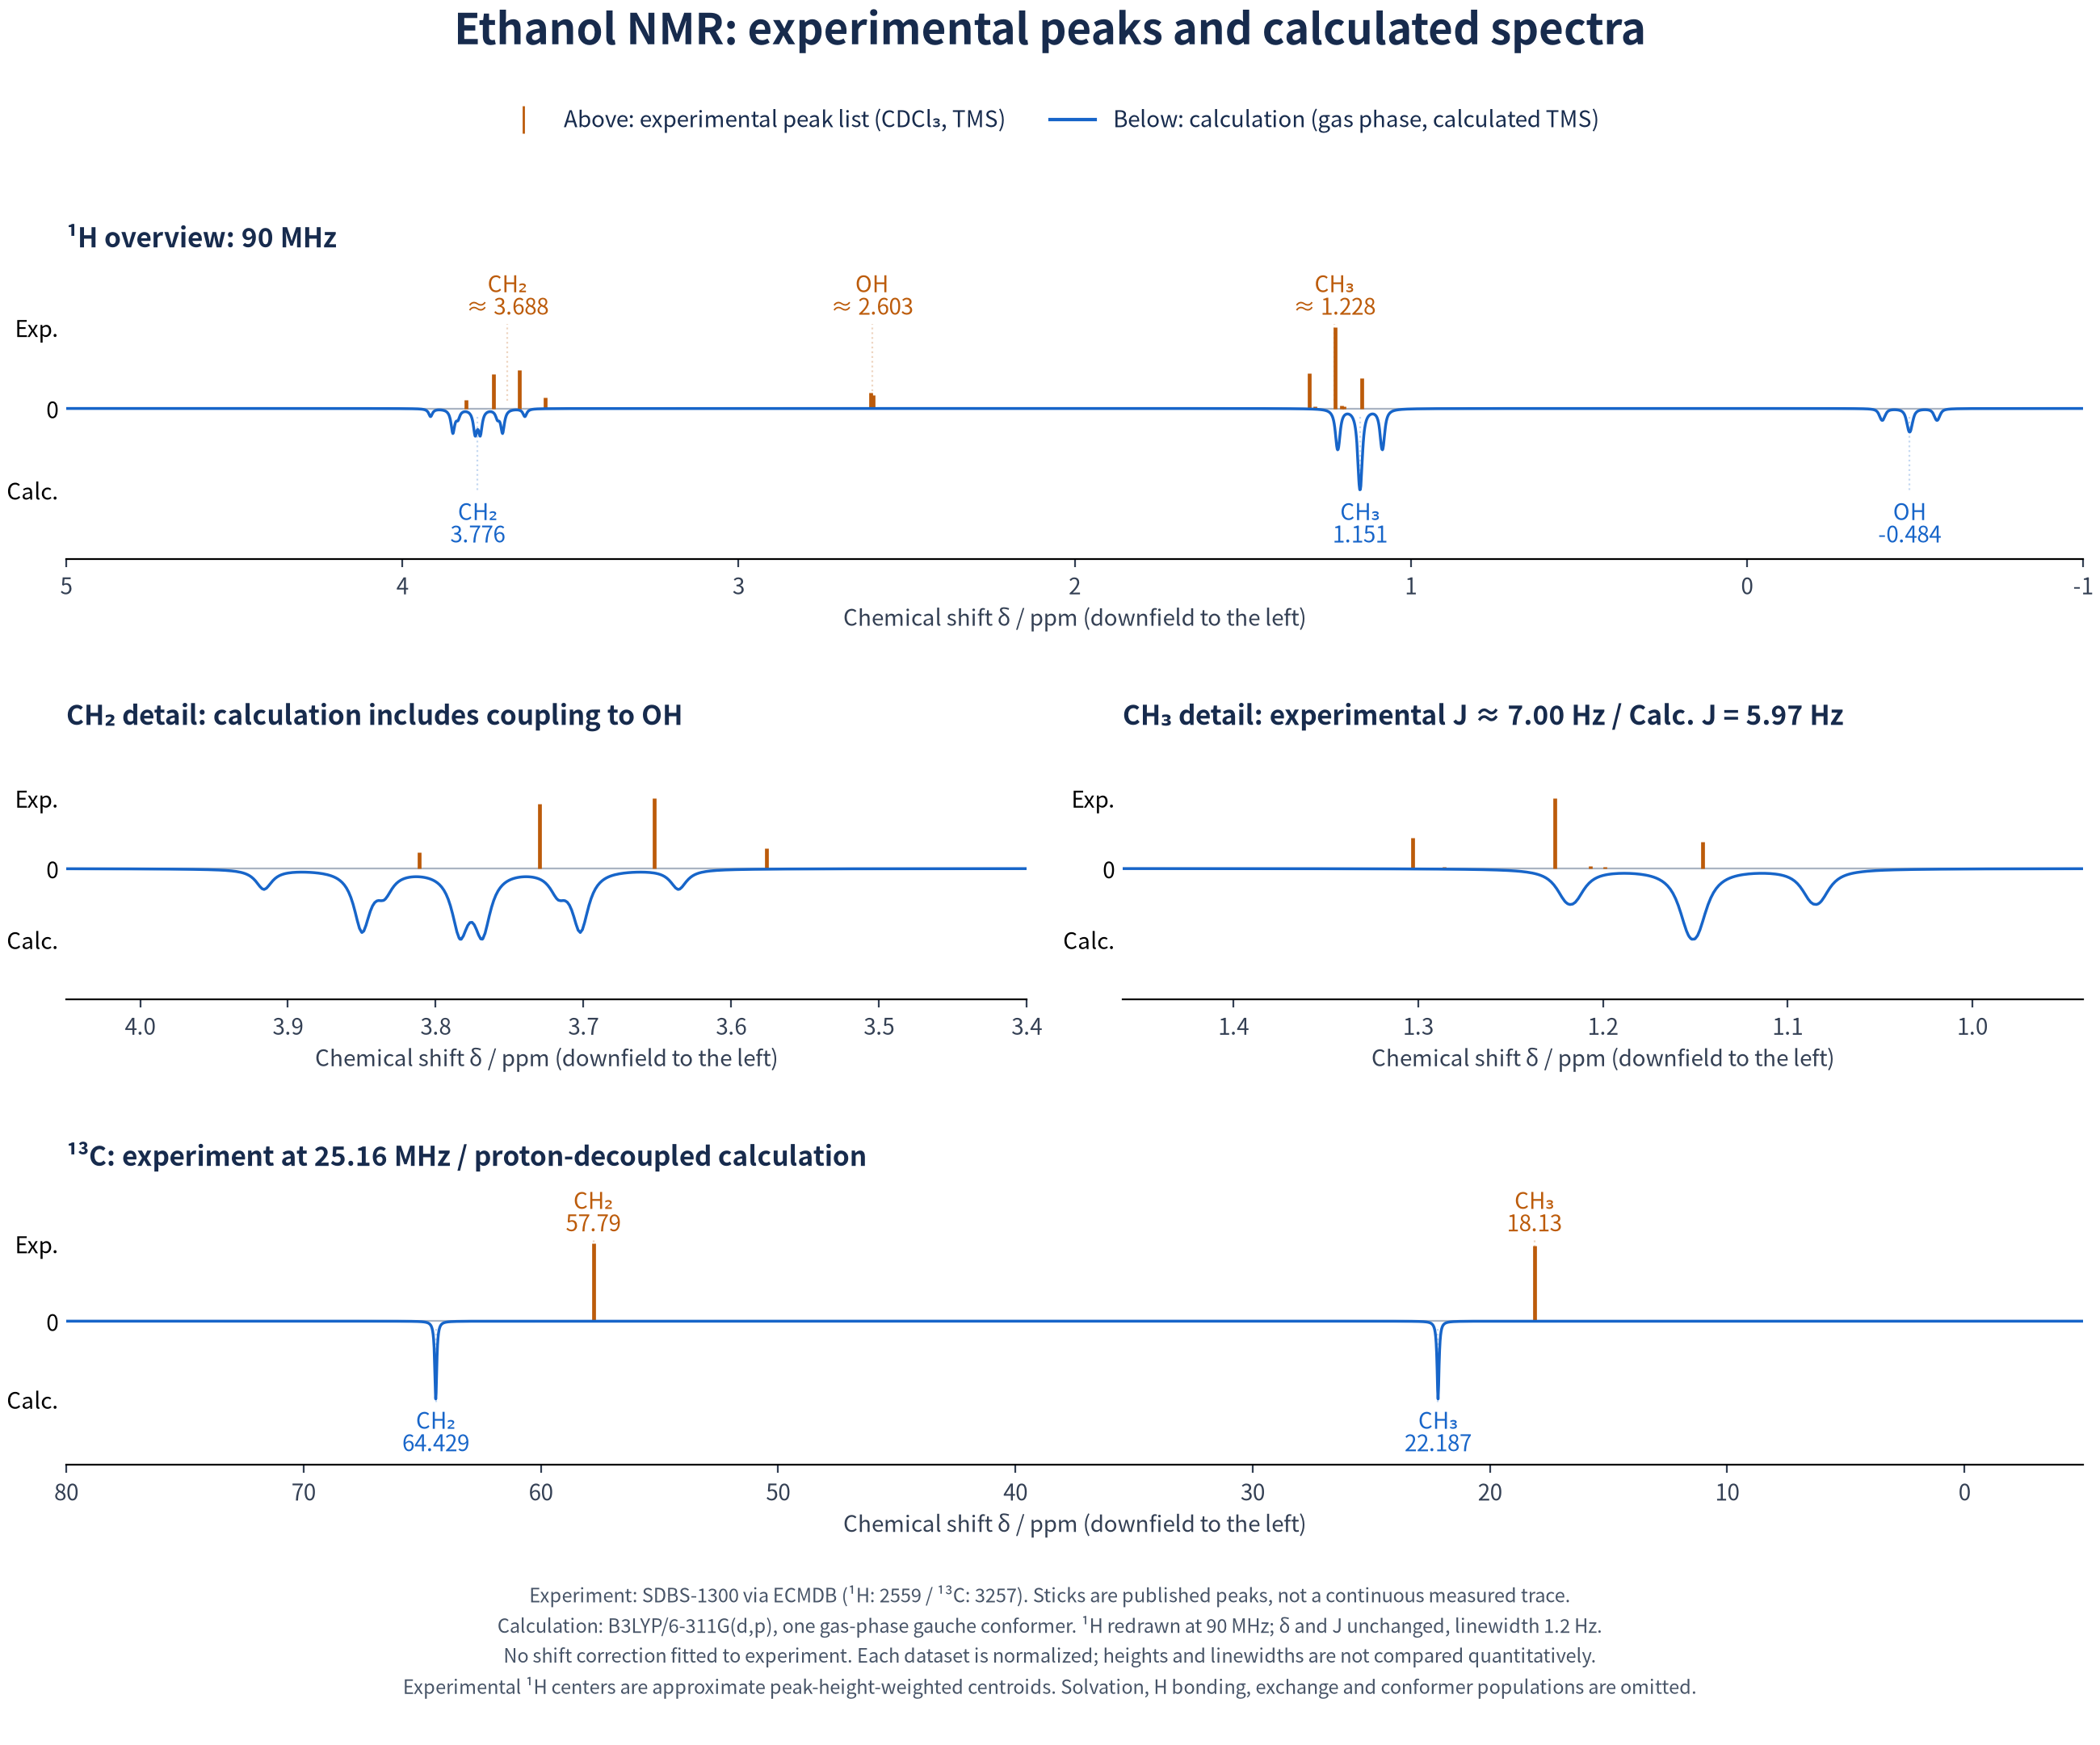 Ethanol NMR: experimental peaks and calculated spectra
Above: experimental peak list (CDCl₃, TMS)
Below: calculation (gas phase, calculated TMS)
¹H overview: 90 MHz
CH₂
≈ 3.688
OH
≈ 2.603
CH₃
≈ 1.228
Exp.
0
Calc.
CH₂
3.776
CH₃
1.151
OH
-0.484
5 4 3 2 1 0 -1
Chemical shift δ / ppm (downfield to the left)
CH₂ detail: calculation includes coupling to OH
Exp.
0
Calc.
4.0 3.9 3.8 3.7 3.6 3.5 3.4
Chemical shift δ / ppm (downfield to the left)
CH₃ detail: experimental J ≈ 7.00 Hz / Calc. J = 5.97 Hz
Exp.
0
Calc.
1.4 1.3 1.2 1.1 1.0
Chemical shift δ / ppm (downfield to the left)
¹³C: experiment at 25.16 MHz / proton-decoupled calculation
CH₂
57.79
CH₃
18.13
Exp.
0
Calc.
CH₂
64.429
CH₃
22.187
80 70 60 50 40 30 20 10 0
Chemical shift δ / ppm (downfield to the left)
Experiment: SDBS-1300 via ECMDB (¹H: 2559 / ¹³C: 3257). Sticks are published peaks, not a continuous measured trace.
Calculation: B3LYP/6-311G(d,p), one gas-phase gauche conformer. ¹H redrawn at 90 MHz; δ and J unchanged, linewidth 1.2 Hz.
No shift correction fitted to experiment. Each dataset is normalized; heights and linewidths are not compared quantitatively.
Experimental ¹H centers are approximate peak-height-weighted centroids. Solvation, H bonding, exchange and conformer populations are omitted.